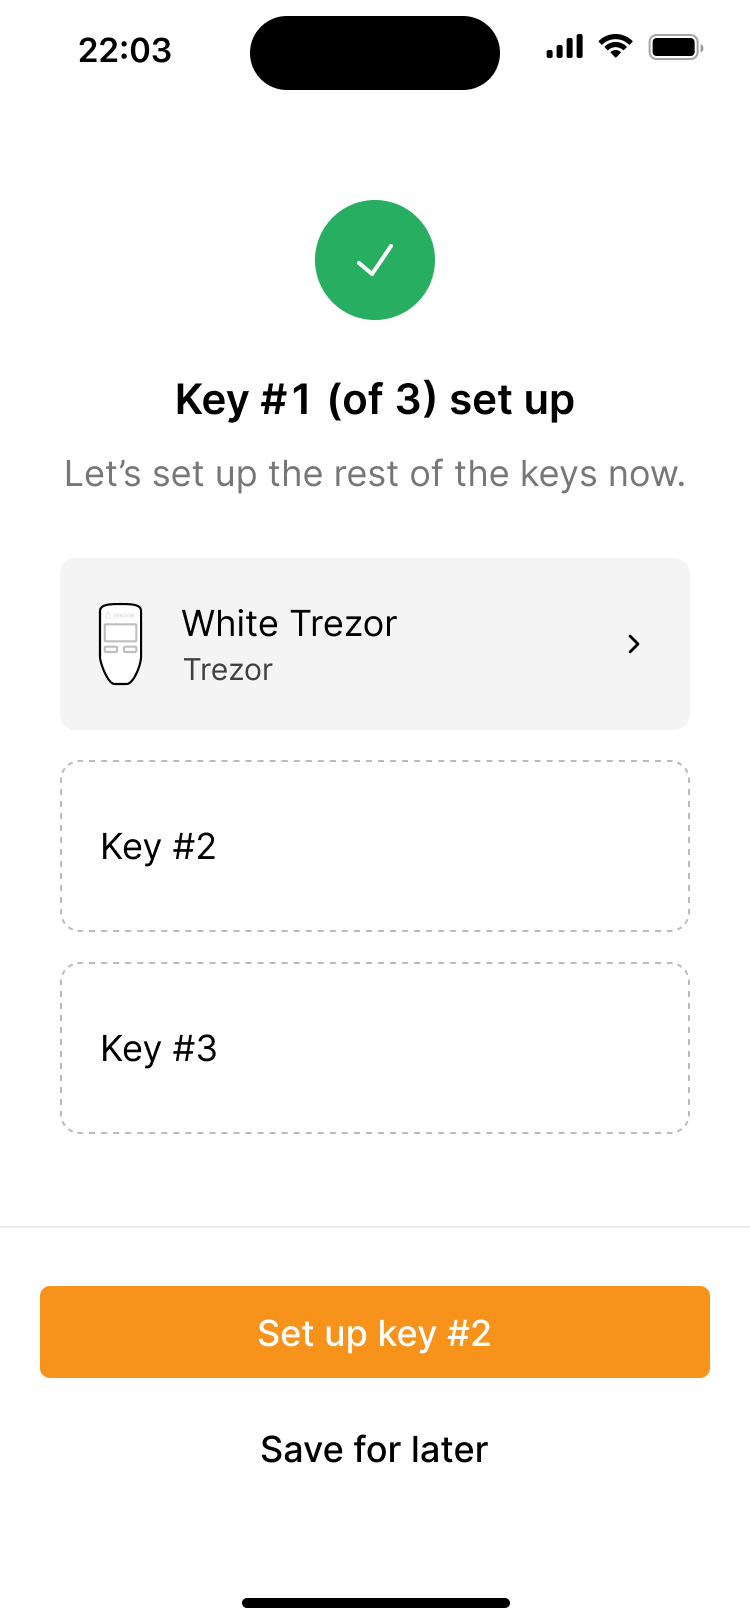 22:03
Key #1 (of 3) set up
Let’s set up the rest of the keys now.
White Trezor
Trezor
Key #2
Key #3
Set up key #2
Save for later